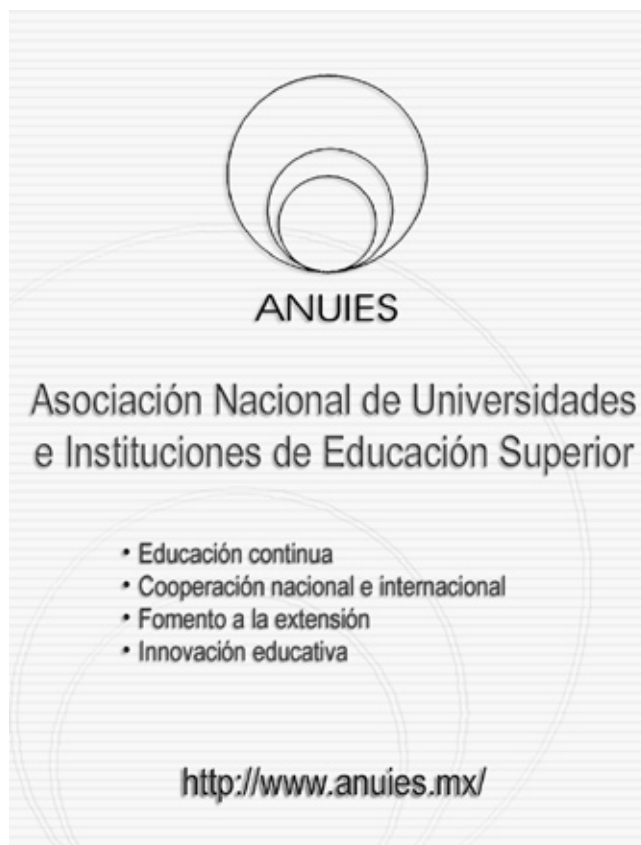 ANUIES
Asociación Nacional de Universidades
e Instituciones de Educación Superior
• Educación continua
• Cooperación nacional e internacional
• Fomento a la extensión
• Innovación educativa
http://www.anuies.mx/